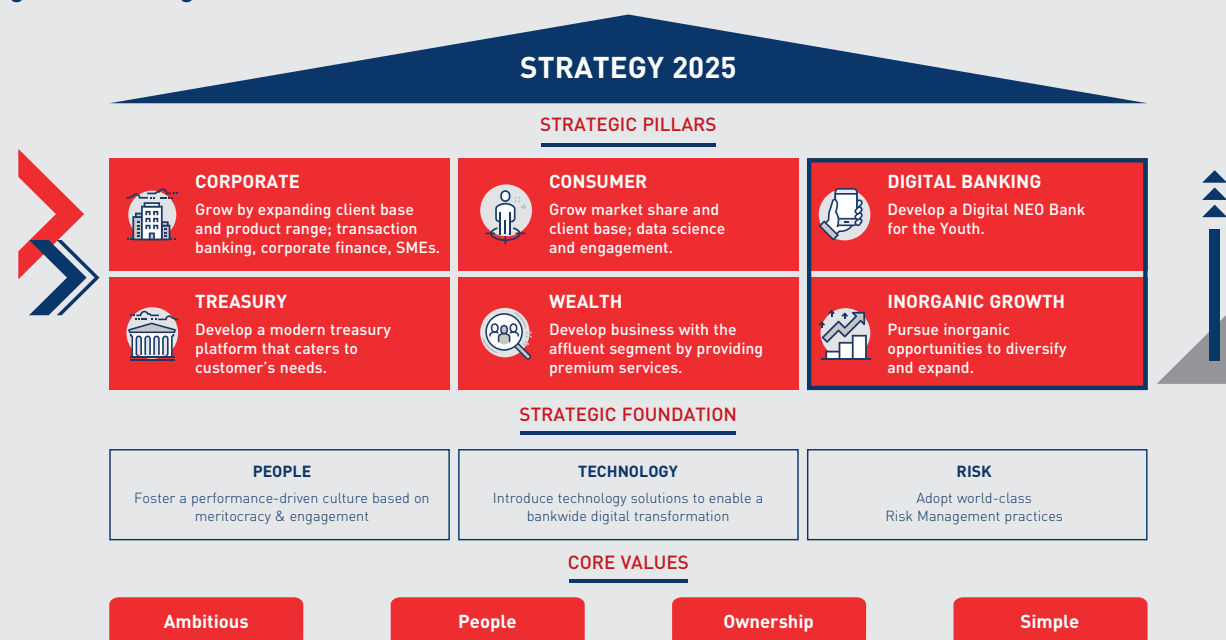 STRATEGY 2025
STRATEGIC PILLARS
CORPORATE
Grow by expanding client base
and product range; transaction
banking, corporate finance, SMEs.
CONSUMER
Grow market share and
client base; data science
and engagement.
DIGITAL BANKING
Develop a Digital NEO Bank
for the Youth.
TREASURY
Develop a modern treasury
platform that caters to
customer's needs.
WEALTH
Develop business with the
affluent segment by providing
premium services.
INORGANIC GROWTH
Pursue inorganic
opportunities to diversify
and expand.
STRATEGIC FOUNDATION
PEOPLE
Foster a performance-driven culture based on
meritocracy & engagement
TECHNOLOGY
Introduce technology solutions to enable a
bankwide digital transformation
RISK
Adopt world-class
Risk Management practices
CORE VALUES
Ambitious
People
Ownership
Simple